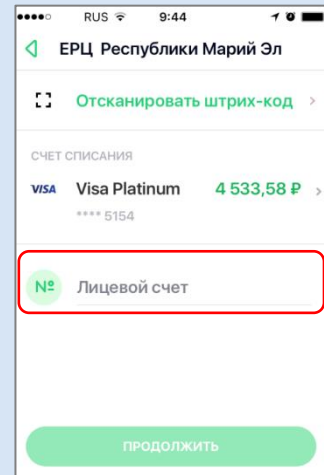 RUS 9:44
ЕРЦ Республики Марий Эл
Отсканировать штрих-код
СЧЕТ СПИСАНИЯ
VISA Visa Platinum 4 533,58 ₽
**** 5154
№ Лицевой счет
ПРОДОЛЖИТЬ